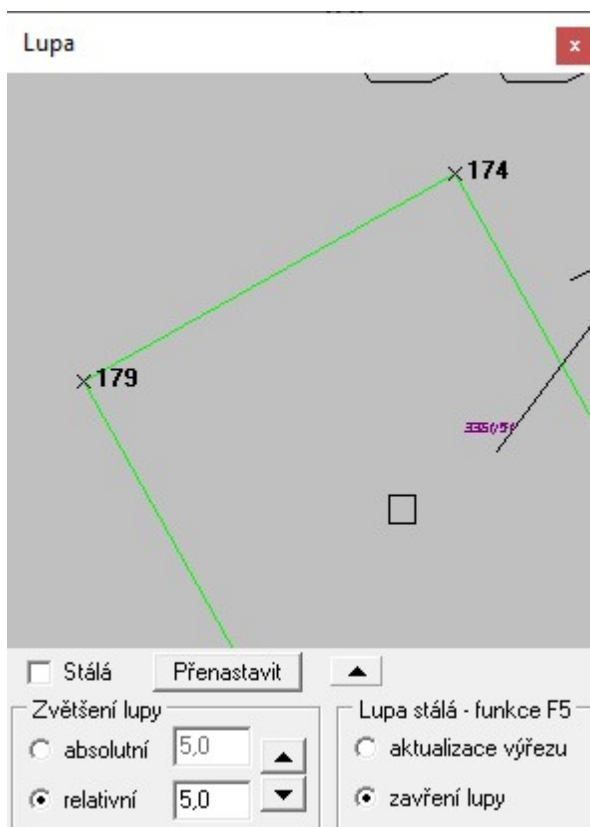 Lupa
x
174
179
Stálá
Přenastavit
Zvětšení lupy
Lupa stálá - funkce F5
absolutní
5,0
aktualizace výřezu
relativní
5,0
zavření lupy